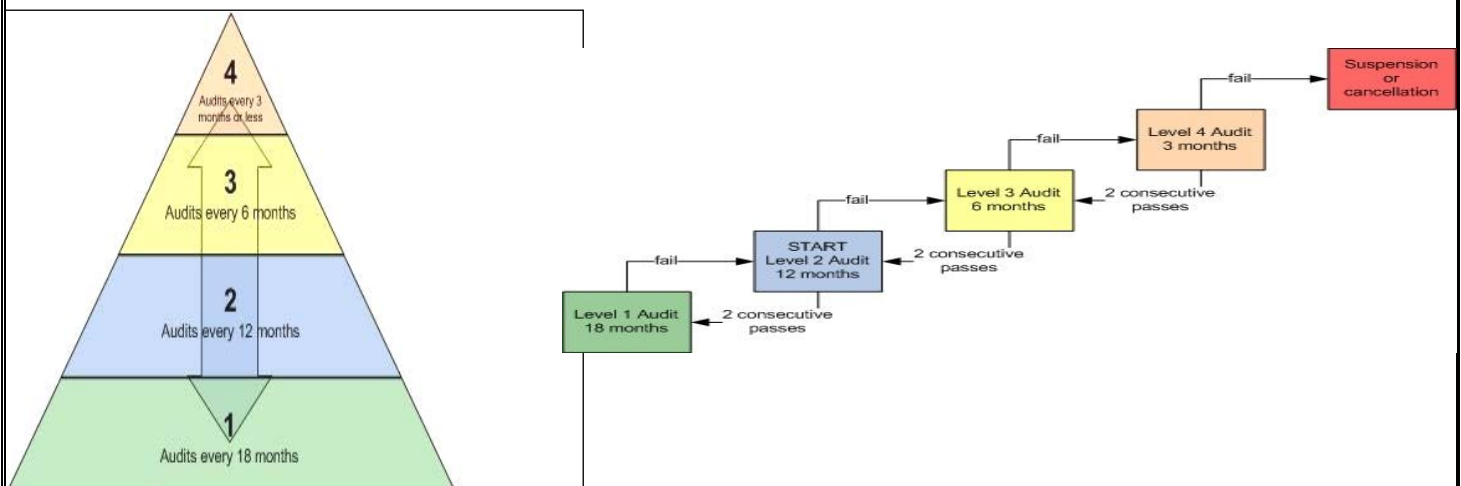 4
Audits every 3
months or less
3
Audits every 6 months
2
Audits every 12 months
1
Audits every 18 months
Suspension
or
cancellation
fail
Level 4 Audit
3 months
fail
2 consecutive
passes
Level 3 Audit
6 months
fail
2 consecutive
passes
START
Level 2 Audit
12 months
fail
2 consecutive
passes
Level 1 Audit
18 months